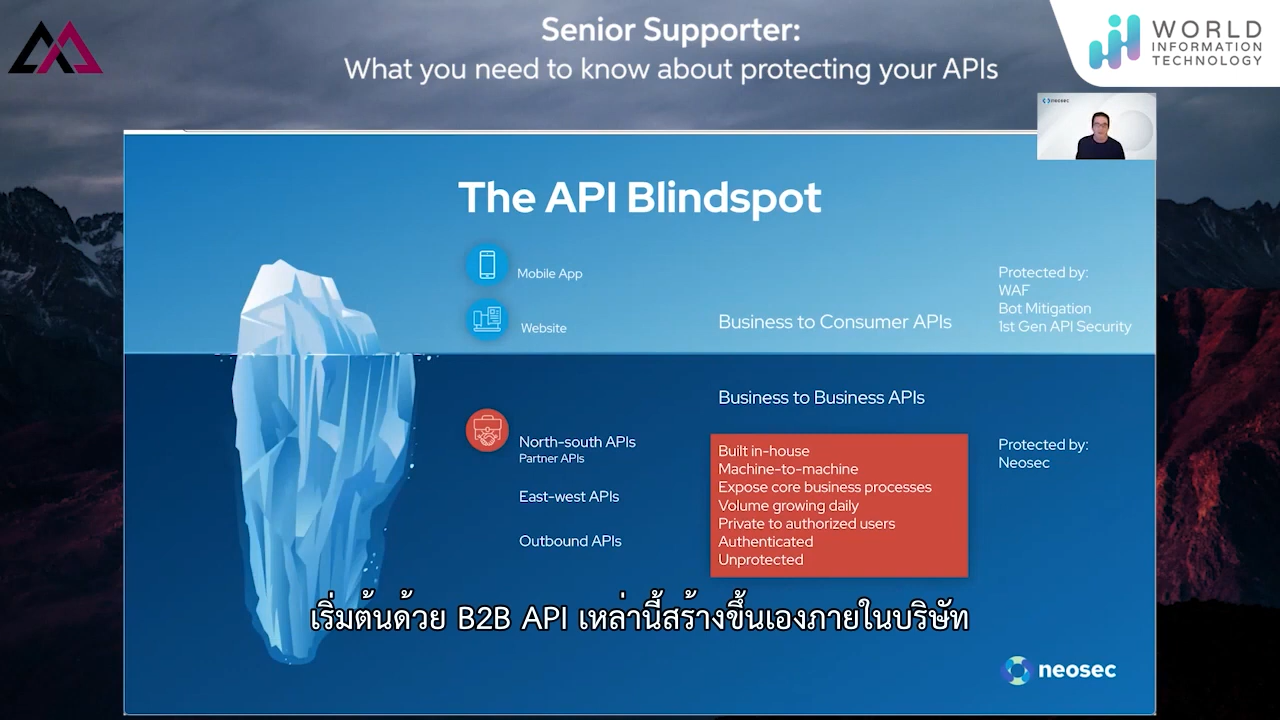 Senior Supporter:
What you need to know about protecting your APIs
WORLD
INFORMATION
TECHNOLOGY
neosec
The API Blindspot
Mobile App
Website
Business to Consumer APIs
Protected by:
WAF
Bot Mitigation
1st Gen API Security
Business to Business APIs
North-south APIs
Partner APIs
East-west APIs
Outbound APIs
Built in-house
Machine-to-machine
Expose core business processes
Volume growing daily
Private to authorized users
Authenticated
Unprotected
Protected by:
Neosec
เริ่มต้นด้วย B2B API เหล่านี้สร้างขึ้นเองภายในบริษัท
neosec